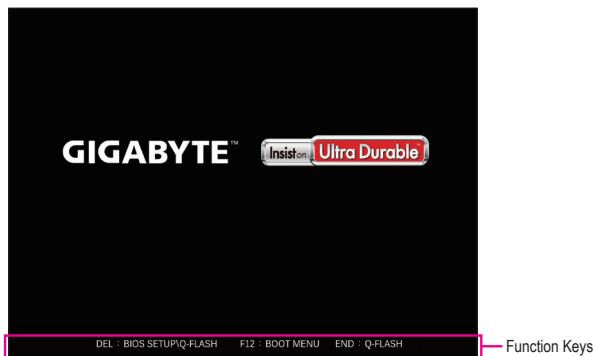 GIGABYTE™ Insist on Ultra Durable™
DEL : BIOS SETUP\Q-FLASH F12 : BOOT MENU END : Q-FLASH
Function Keys